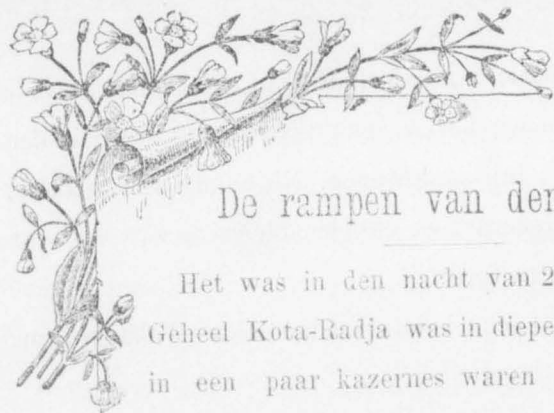 De rampen van den
Het was in den nacht van 2
Geheel Kota-Radja was in diepe
in een paar kazernes waren